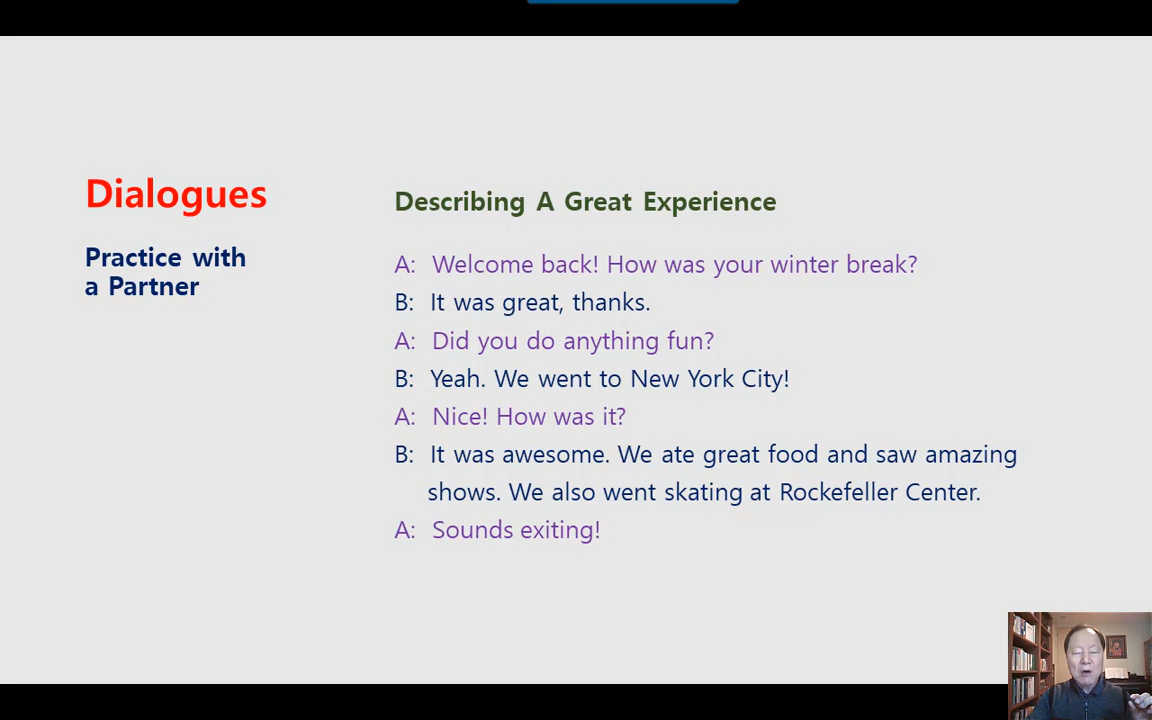 Dialogues
Practice with
a Partner
Describing A Great Experience
A: Welcome back! How was your winter break?
B: It was great, thanks.
A: Did you do anything fun?
B: Yeah. We went to New York City!
A: Nice! How was it?
B: It was awesome. We ate great food and saw amazing
shows. We also went skating at Rockefeller Center.
A: Sounds exiting!